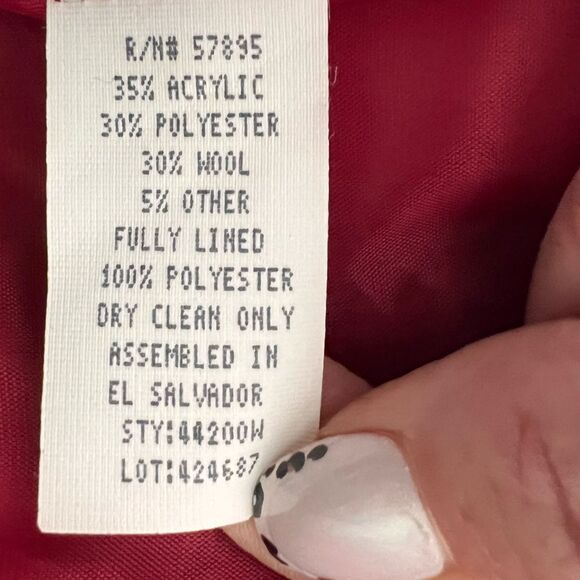 R/N# 57895
35% ACRYLIC
30% POLYESTER
30% WOOL
5% OTHER
FULLY LINED
100% POLYESTER
DRY CLEAN ONLY
ASSEMBLED IN
EL SALVADOR
STY:44200W
LOT:424687